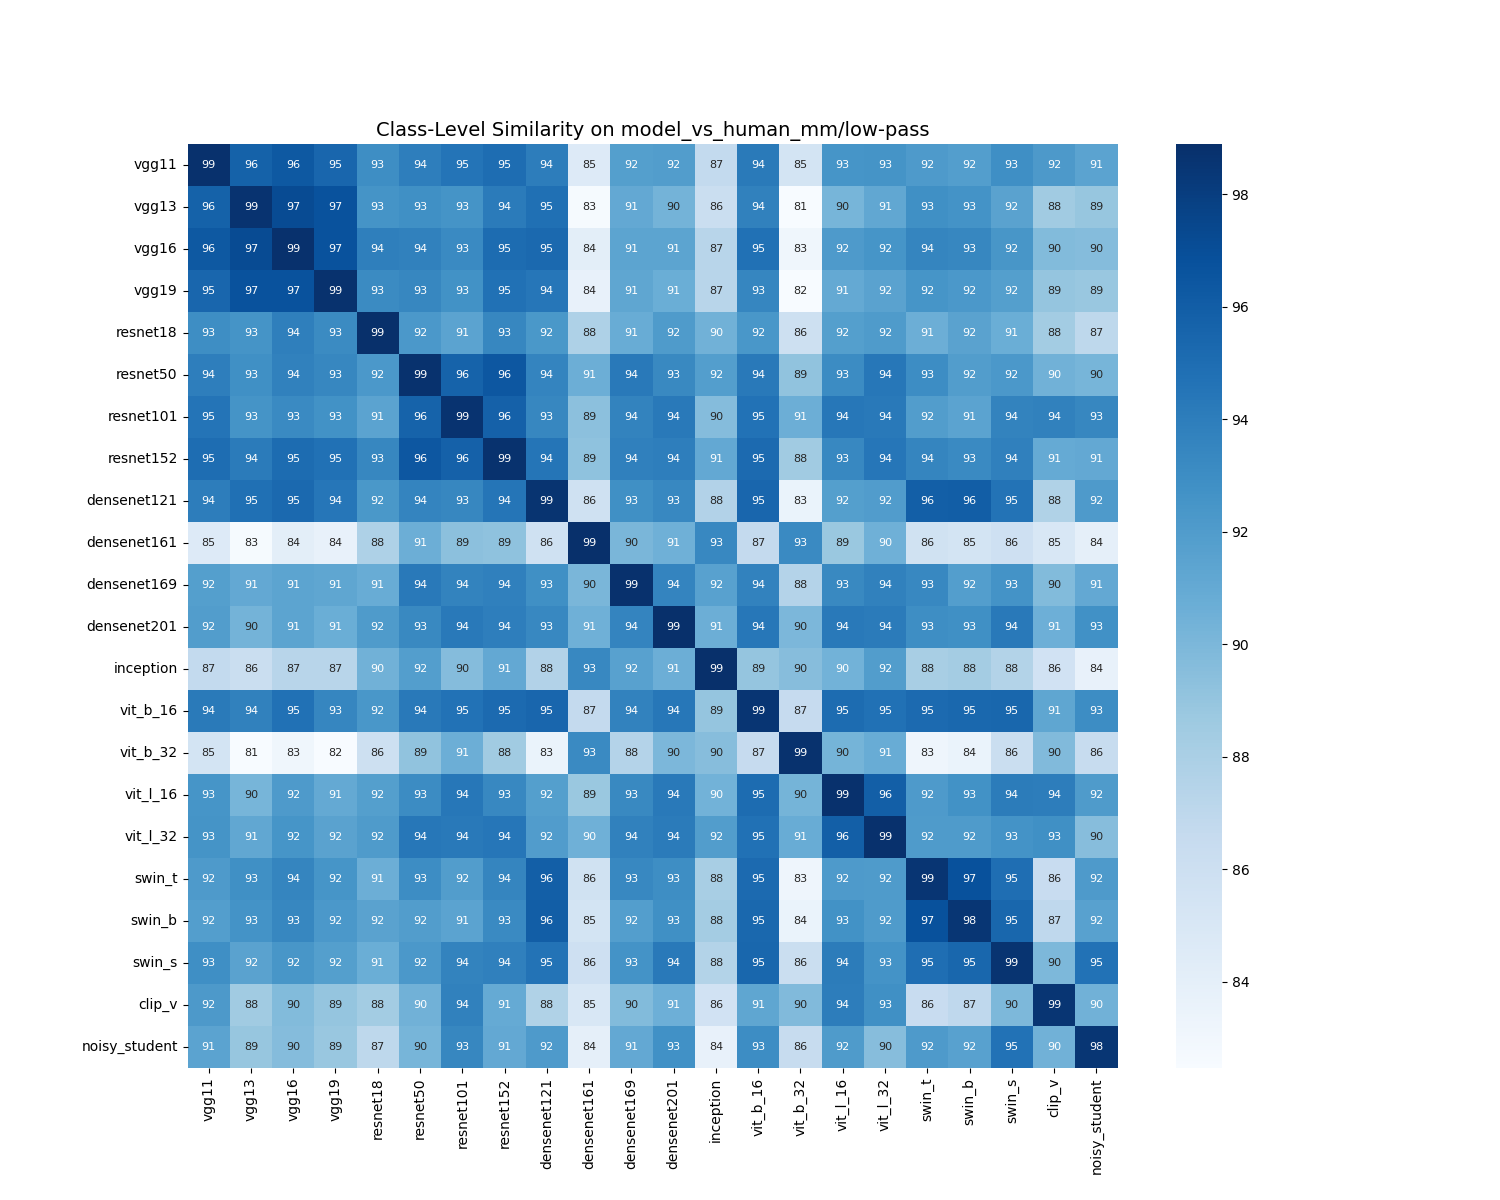 Class-Level Similarity on model_vs_human_mm/low-pass
vgg11 99 96 96 95 93 94 95 95 94 85 92 92 87 94 85 93 93 92 92 93 92 91
vgg13 96 99 97 97 93 93 93 94 95 83 91 90 86 94 81 90 91 93 93 92 88 89
vgg16 96 97 99 97 94 94 93 95 95 84 91 91 87 95 83 92 92 94 93 92 90 90
vgg19 95 97 97 99 93 93 93 95 94 84 91 91 87 93 82 91 92 92 92 92 89 89
resnet18 93 93 94 93 99 92 91 93 92 88 91 92 90 92 86 92 92 91 92 91 88 87
resnet50 94 93 94 93 92 99 96 96 94 91 94 93 92 94 89 93 94 93 92 92 90 90
resnet101 95 93 93 93 91 96 99 96 93 89 94 94 90 95 91 94 94 92 91 94 94 93
resnet152 95 94 95 95 93 96 96 99 94 89 94 94 91 95 88 93 94 94 93 94 91 91
densenet121 94 95 95 94 92 94 93 94 99 86 93 93 88 95 83 92 92 96 96 95 88 92
densenet161 85 83 84 84 88 91 89 89 86 99 90 91 93 87 93 89 90 86 85 86 85 84
densenet169 92 91 91 91 91 94 94 94 93 90 99 94 92 94 88 93 94 93 92 93 90 91
densenet201 92 90 91 91 92 93 94 94 93 91 94 99 91 94 90 94 94 93 93 94 91 93
inception 87 86 87 87 90 92 90 91 88 93 92 91 99 89 90 90 92 88 88 88 86 84
vit_b_16 94 94 95 93 92 94 95 95 95 87 94 94 89 99 87 95 95 95 95 95 91 93
vit_b_32 85 81 83 82 86 89 91 88 83 93 88 90 90 87 99 90 91 83 84 86 90 86
vit_l_16 93 90 92 91 92 93 94 93 92 89 93 94 90 95 90 99 96 92 93 94 94 92
vit_l_32 93 91 92 92 92 94 94 94 92 90 94 94 92 95 91 96 99 92 92 93 93 90
swin_t 92 93 94 92 91 93 92 94 96 86 93 93 88 95 83 92 92 99 97 95 86 92
swin_b 92 93 93 92 92 92 91 93 96 85 92 93 88 95 84 93 92 97 98 95 87 92
swin_s 93 92 92 92 91 92 94 94 95 86 93 94 88 95 86 94 93 95 95 99 90 95
clip_v 92 88 90 89 88 90 94 91 88 85 90 91 86 91 90 94 93 86 87 90 99 90
noisy_student 91 89 90 89 87 90 93 91 92 84 91 93 84 93 86 92 90 92 92 95 90 98
vgg11 vgg13 vgg16 vgg19 resnet18 resnet50 resnet101 resnet152 densenet121 densenet161 densenet169 densenet201 inception vit_b_16 vit_b_32 vit_l_16 vit_l_32 swin_t swin_b swin_s clip_v noisy_student
98
96
94
92
90
88
86
84